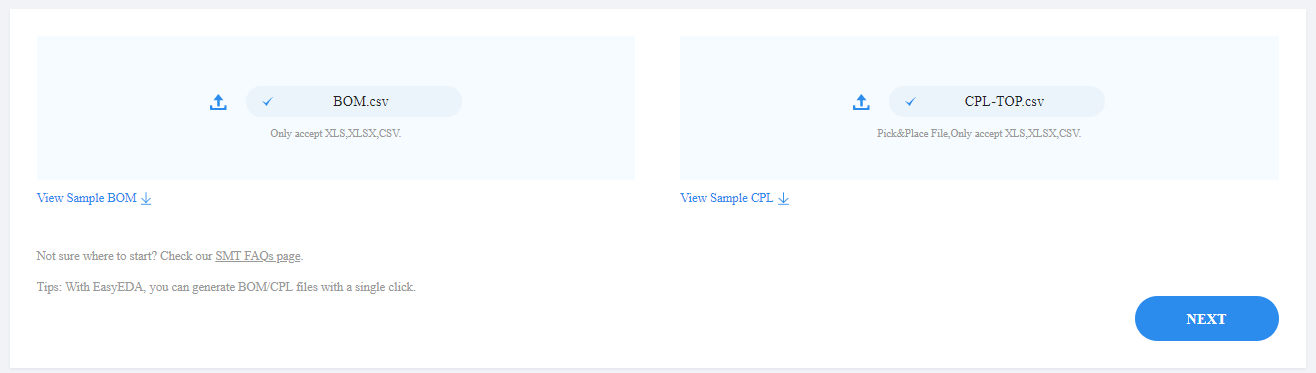 BOM.csv
Only accept XLS,XLSX,CSV.
View Sample BOM
CPL-TOP.csv
Pick&Place File,Only accept XLS,XLSX,CSV.
View Sample CPL
Not sure where to start? Check our SMT FAQs page.
Tips: With EasyEDA, you can generate BOM/CPL files with a single click.
NEXT